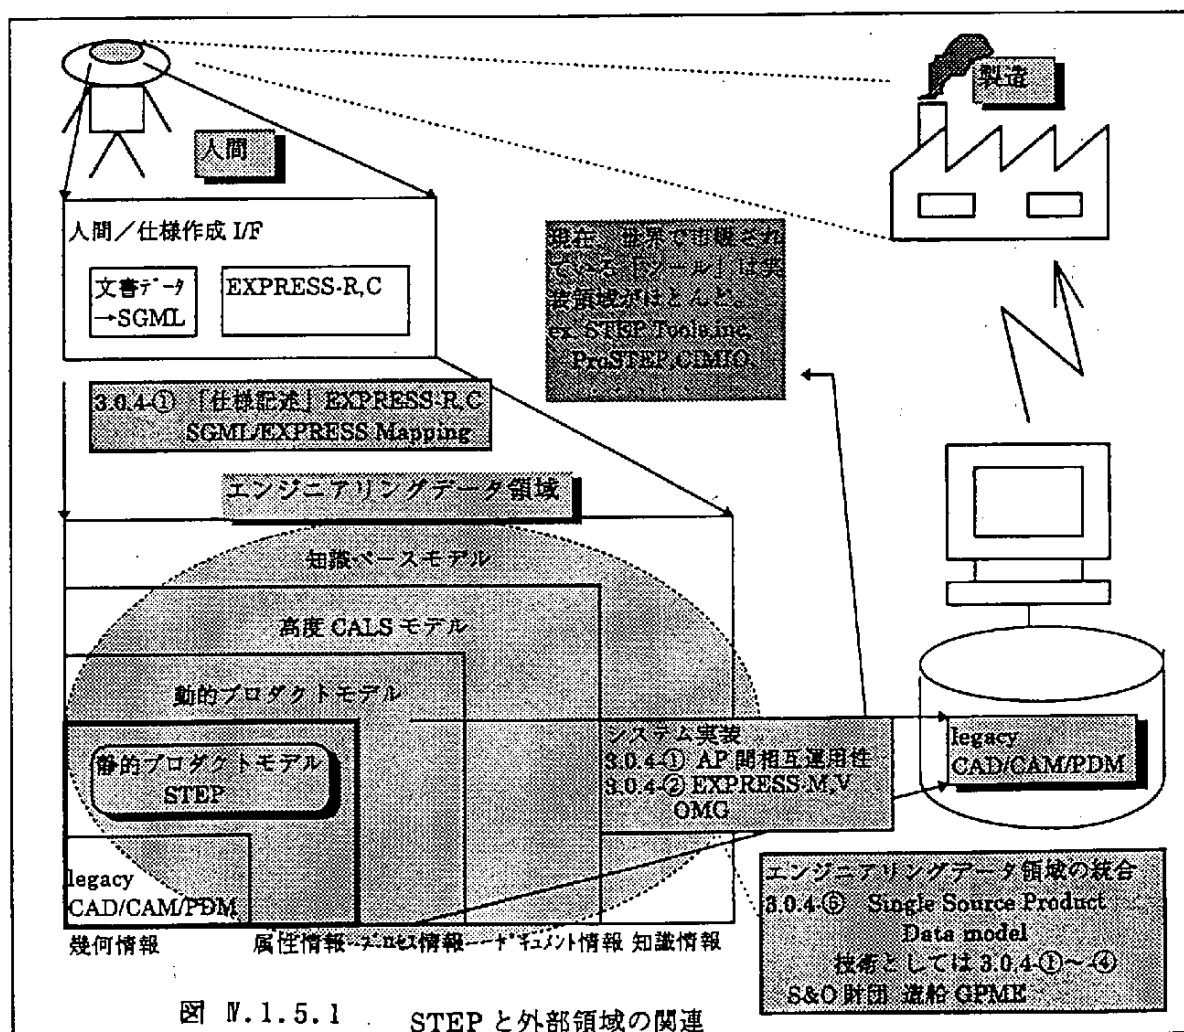 製造
人間
人間／仕様作成 I/F
文書データ
→SGML
EXPRESS-R,C
現在、世界で市販され
ている「ツール」は実
装領域がほとんど。
ex. STEP Tools.inc,
ProSTEP,CIMIO,
3.0.4-① 「仕様記述」EXPRESS-R,C
SGML/EXPRESS Mapping
エンジニアリングデータ領域
知識ベースモデル
高度 CALS モデル
動的プロダクトモデル
静的プロダクトモデル
STEP
legacy
CAD/CAM/PDM
システム実装
3.0.4-① AP 間相互運用性
3.0.4-② EXPRESS-M,V
OMG
legacy
CAD/CAM/PDM
幾何情報 属性情報 プロセス情報 ドキュメント情報 知識情報
エンジニアリングデータ領域の統合
3.0.4-⑤ Single Source Product
Data model
技術としては 3.0.4-①～④
S&O 財団 造船 GPME
図 Ⅳ.1.5.1 STEP と外部領域の関連